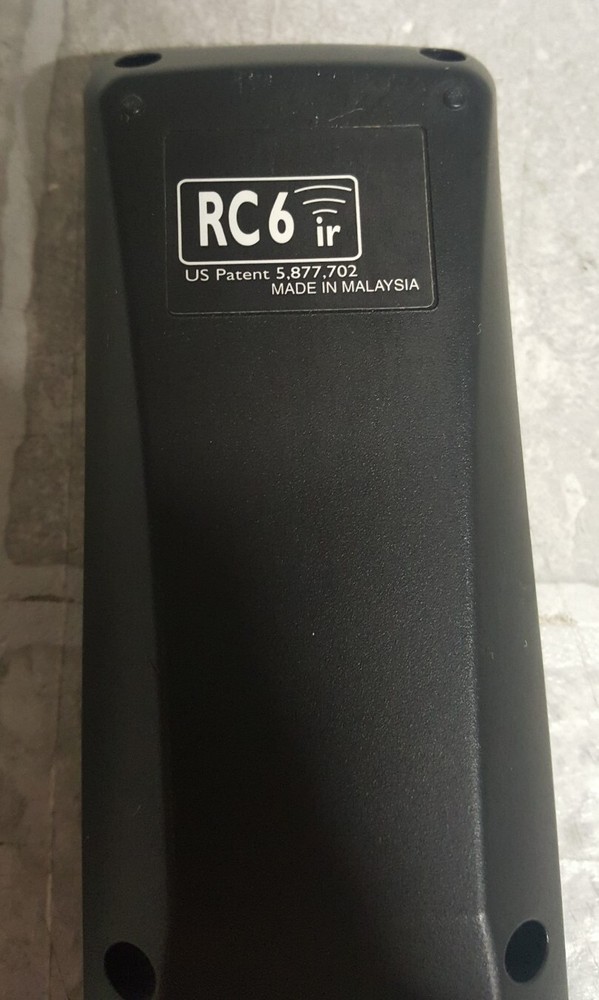 RC6 ir
US Patent 5,877,702
MADE IN MALAYSIA